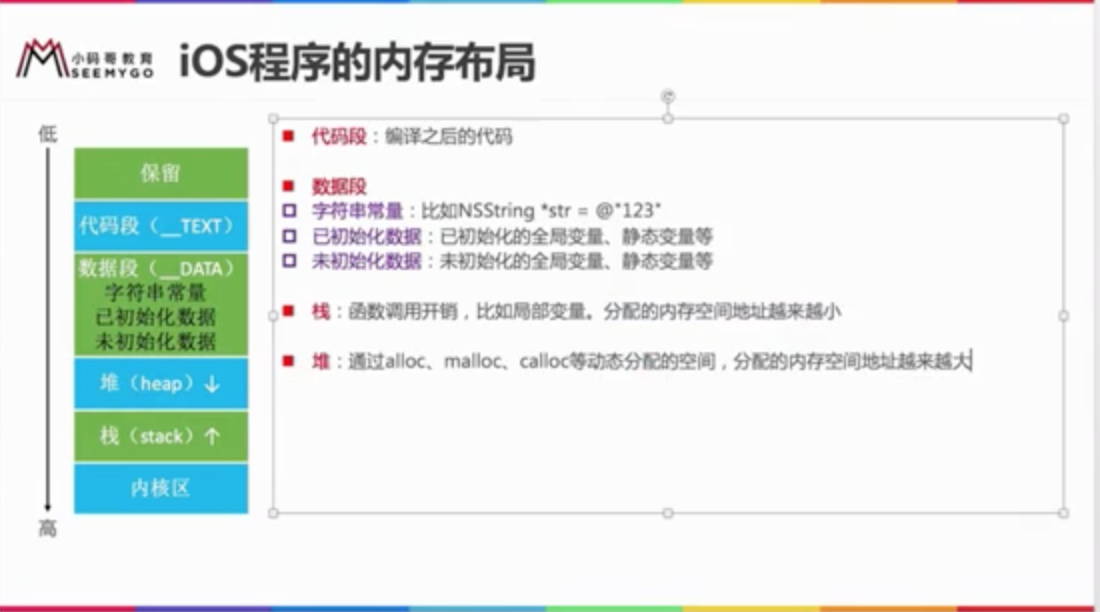 小码哥教育
SEEMYGO
iOS程序的内存布局
低
保留
代码段（__TEXT）
数据段（__DATA）
字符串常量
已初始化数据
未初始化数据
堆（heap）↓
栈（stack）↑
内核区
高
代码段：编译之后的代码
数据段
字符串常量：比如NSString *str = @"123"
已初始化数据：已初始化的全局变量、静态变量等
未初始化数据：未初始化的全局变量、静态变量等
栈：函数调用开销，比如局部变量。分配的内存空间地址越来越小
堆：通过alloc、malloc、calloc等动态分配的空间，分配的内存空间地址越来越大